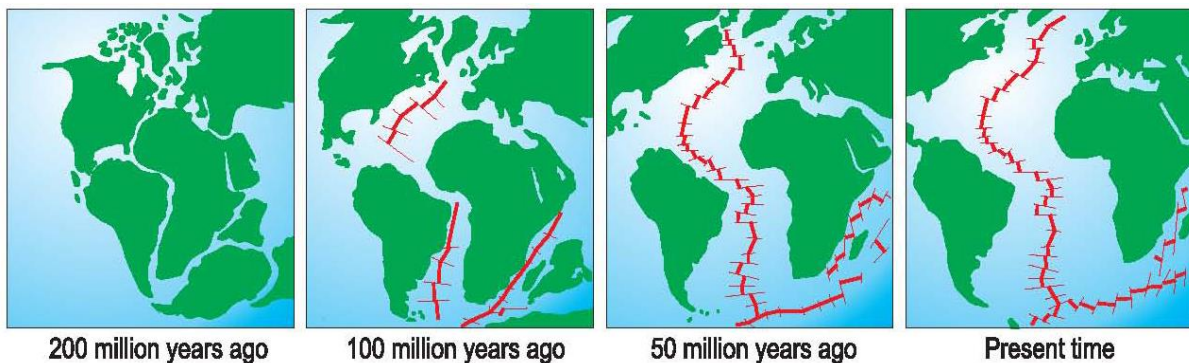 200 million years ago
100 million years ago
50 million years ago
Present time